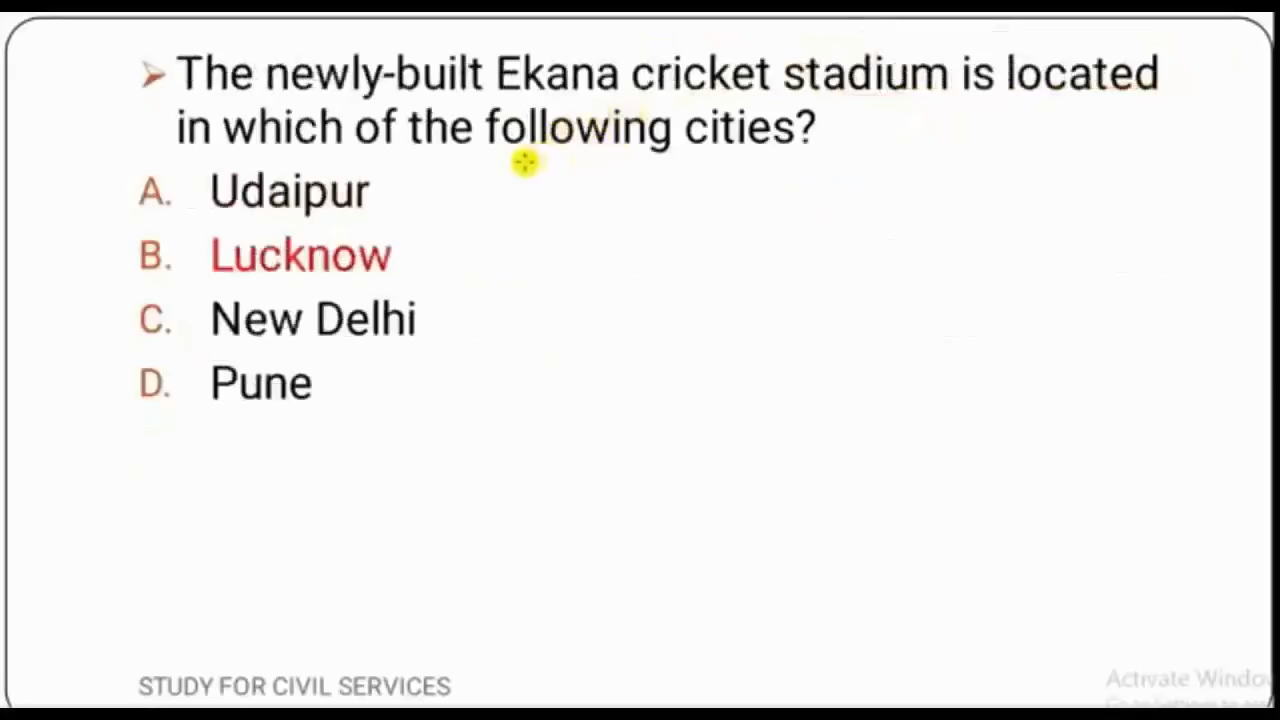 The newly-built Ekana cricket stadium is located
in which of the following cities?
A. Udaipur
B. Lucknow
C. New Delhi
D. Pune
STUDY FOR CIVIL SERVICES
Activate